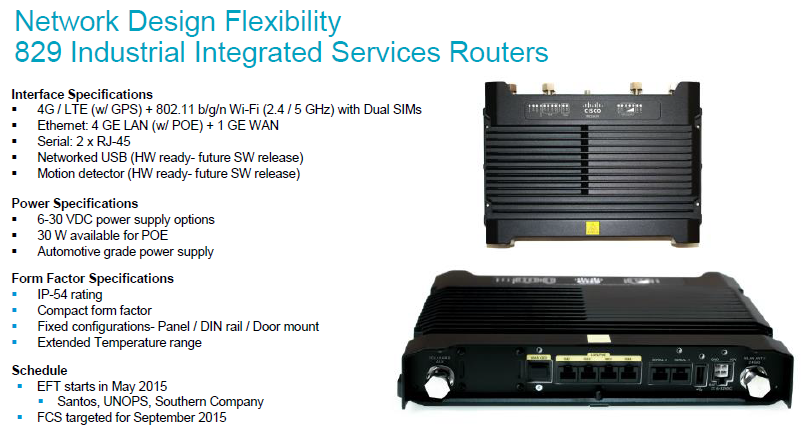 Network Design Flexibility
829 Industrial Integrated Services Routers
Interface Specifications
▪ 4G / LTE (w/ GPS) + 802.11 b/g/n Wi-Fi (2.4 / 5 GHz) with Dual SIMs
▪ Ethernet: 4 GE LAN (w/ POE) + 1 GE WAN
▪ Serial: 2 x RJ-45
▪ Networked USB (HW ready- future SW release)
▪ Motion detector (HW ready- future SW release)
Power Specifications
▪ 6-30 VDC power supply options
▪ 30 W available for POE
▪ Automotive grade power supply
Form Factor Specifications
▪ IP-54 rating
▪ Compact form factor
▪ Fixed configurations- Panel / DIN rail / Door mount
▪ Extended Temperature range
Schedule
▪ EFT starts in May 2015
▪ Santos, UNOPS, Southern Company
▪ FCS targeted for September 2015
CISCO